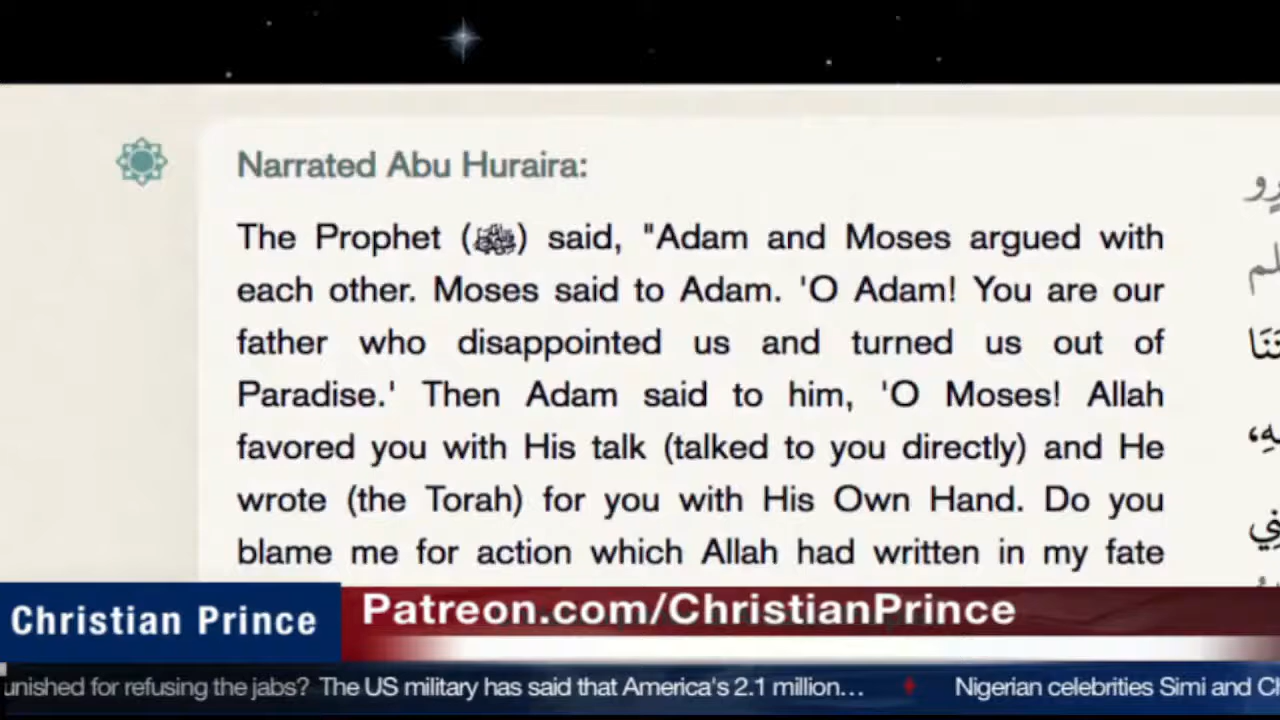 Narrated Abu Huraira:
The Prophet (ﷺ) said, "Adam and Moses argued with
each other. Moses said to Adam. 'O Adam! You are our
father who disappointed us and turned us out of
Paradise.' Then Adam said to him, 'O Moses! Allah
favored you with His talk (talked to you directly) and He
wrote (the Torah) for you with His Own Hand. Do you
blame me for action which Allah had written in my fate
Christian Prince
Patreon.com/ChristianPrince
unished for refusing the jabs? The US military has said that America's 2.1 million... ♦ Nigerian celebrities Simi and Ch